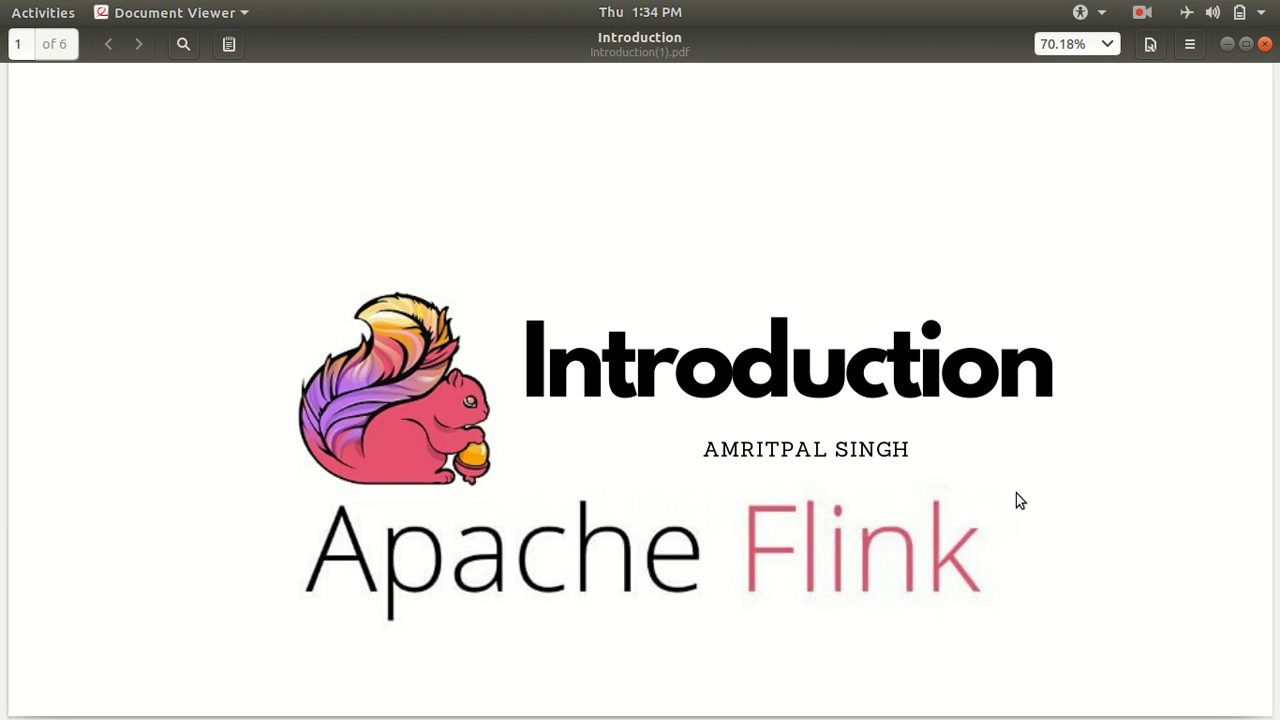 Activities Document Viewer Thu 1:34 PM
1 of 6 Introduction 70.18%
Introduction(1).pdf
Introduction
AMRITPAL SINGH
Apache Flink